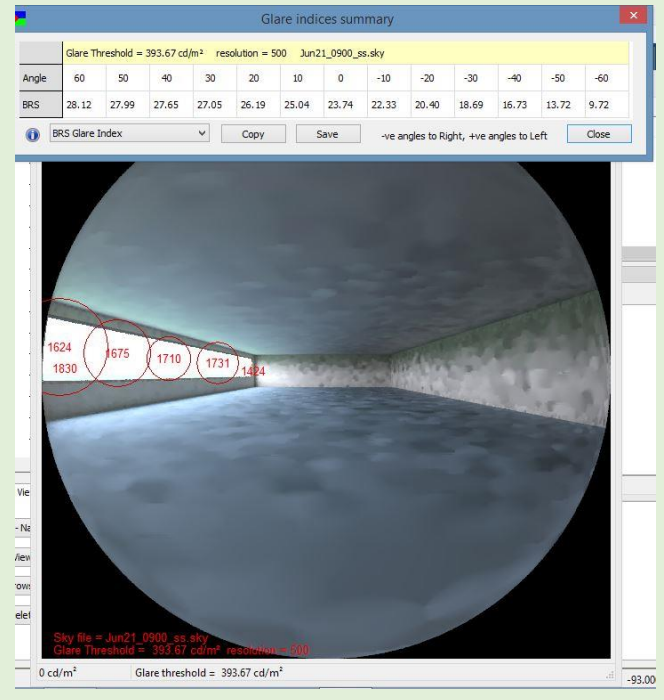 Glare indices summary
Glare Threshold = 393.67 cd/m² resolution = 500 Jun21_0900_ss.sky
Angle 60 50 40 30 20 10 0 -10 -20 -30 -40 -50 -60
BRS 28.12 27.99 27.65 27.05 26.19 25.04 23.74 22.33 20.40 18.69 16.73 13.72 9.72
BRS Glare Index Copy Save -ve angles to Right, +ve angles to Left Close
1624 1675 1710 1731 1424
1830
Sky file = Jun21_0900_ss.sky
Glare Threshold = 393.67 cd/m² resolution = 500
0 cd/m² Glare threshold = 393.67 cd/m²